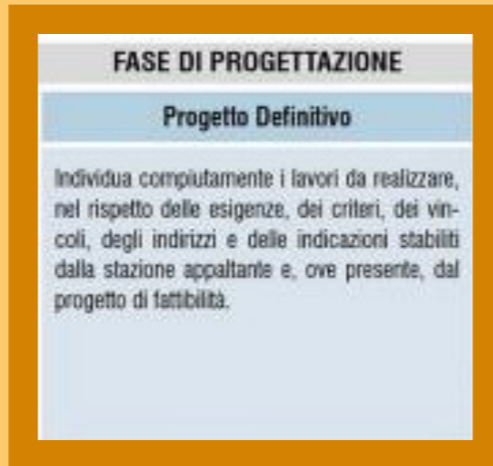 FASE DI PROGETTAZIONE
Progetto Definitivo
Individua compiutamente i lavori da realizzare,
nel rispetto delle esigenze, dei criteri, dei vin-
coli, degli indirizzi e delle indicazioni stabiliti
dalla stazione appaltante e, ove presente, dal
progetto di fattibilità.